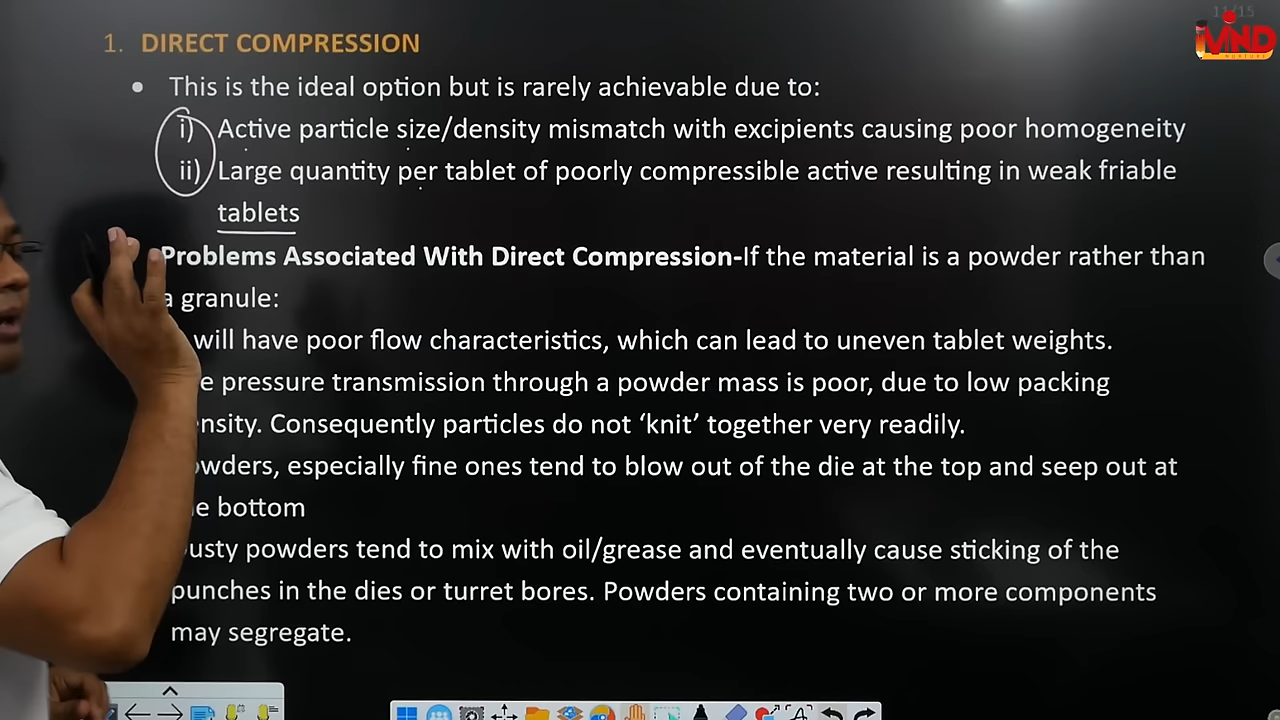 11/15
MIND
NURTURE
1. DIRECT COMPRESSION
• This is the ideal option but is rarely achievable due to:
i) Active particle size/density mismatch with excipients causing poor homogeneity
ii) Large quantity per tablet of poorly compressible active resulting in weak friable
tablets
Problems Associated With Direct Compression-If the material is a powder rather than
a granule:
will have poor flow characteristics, which can lead to uneven tablet weights.
pressure transmission through a powder mass is poor, due to low packing
Consequently particles do not ‘knit’ together very readily.
especially fine ones tend to blow out of the die at the top and seep out at
bottom
powders tend to mix with oil/grease and eventually cause sticking of the
punches in the dies or turret bores. Powders containing two or more components
may segregate.